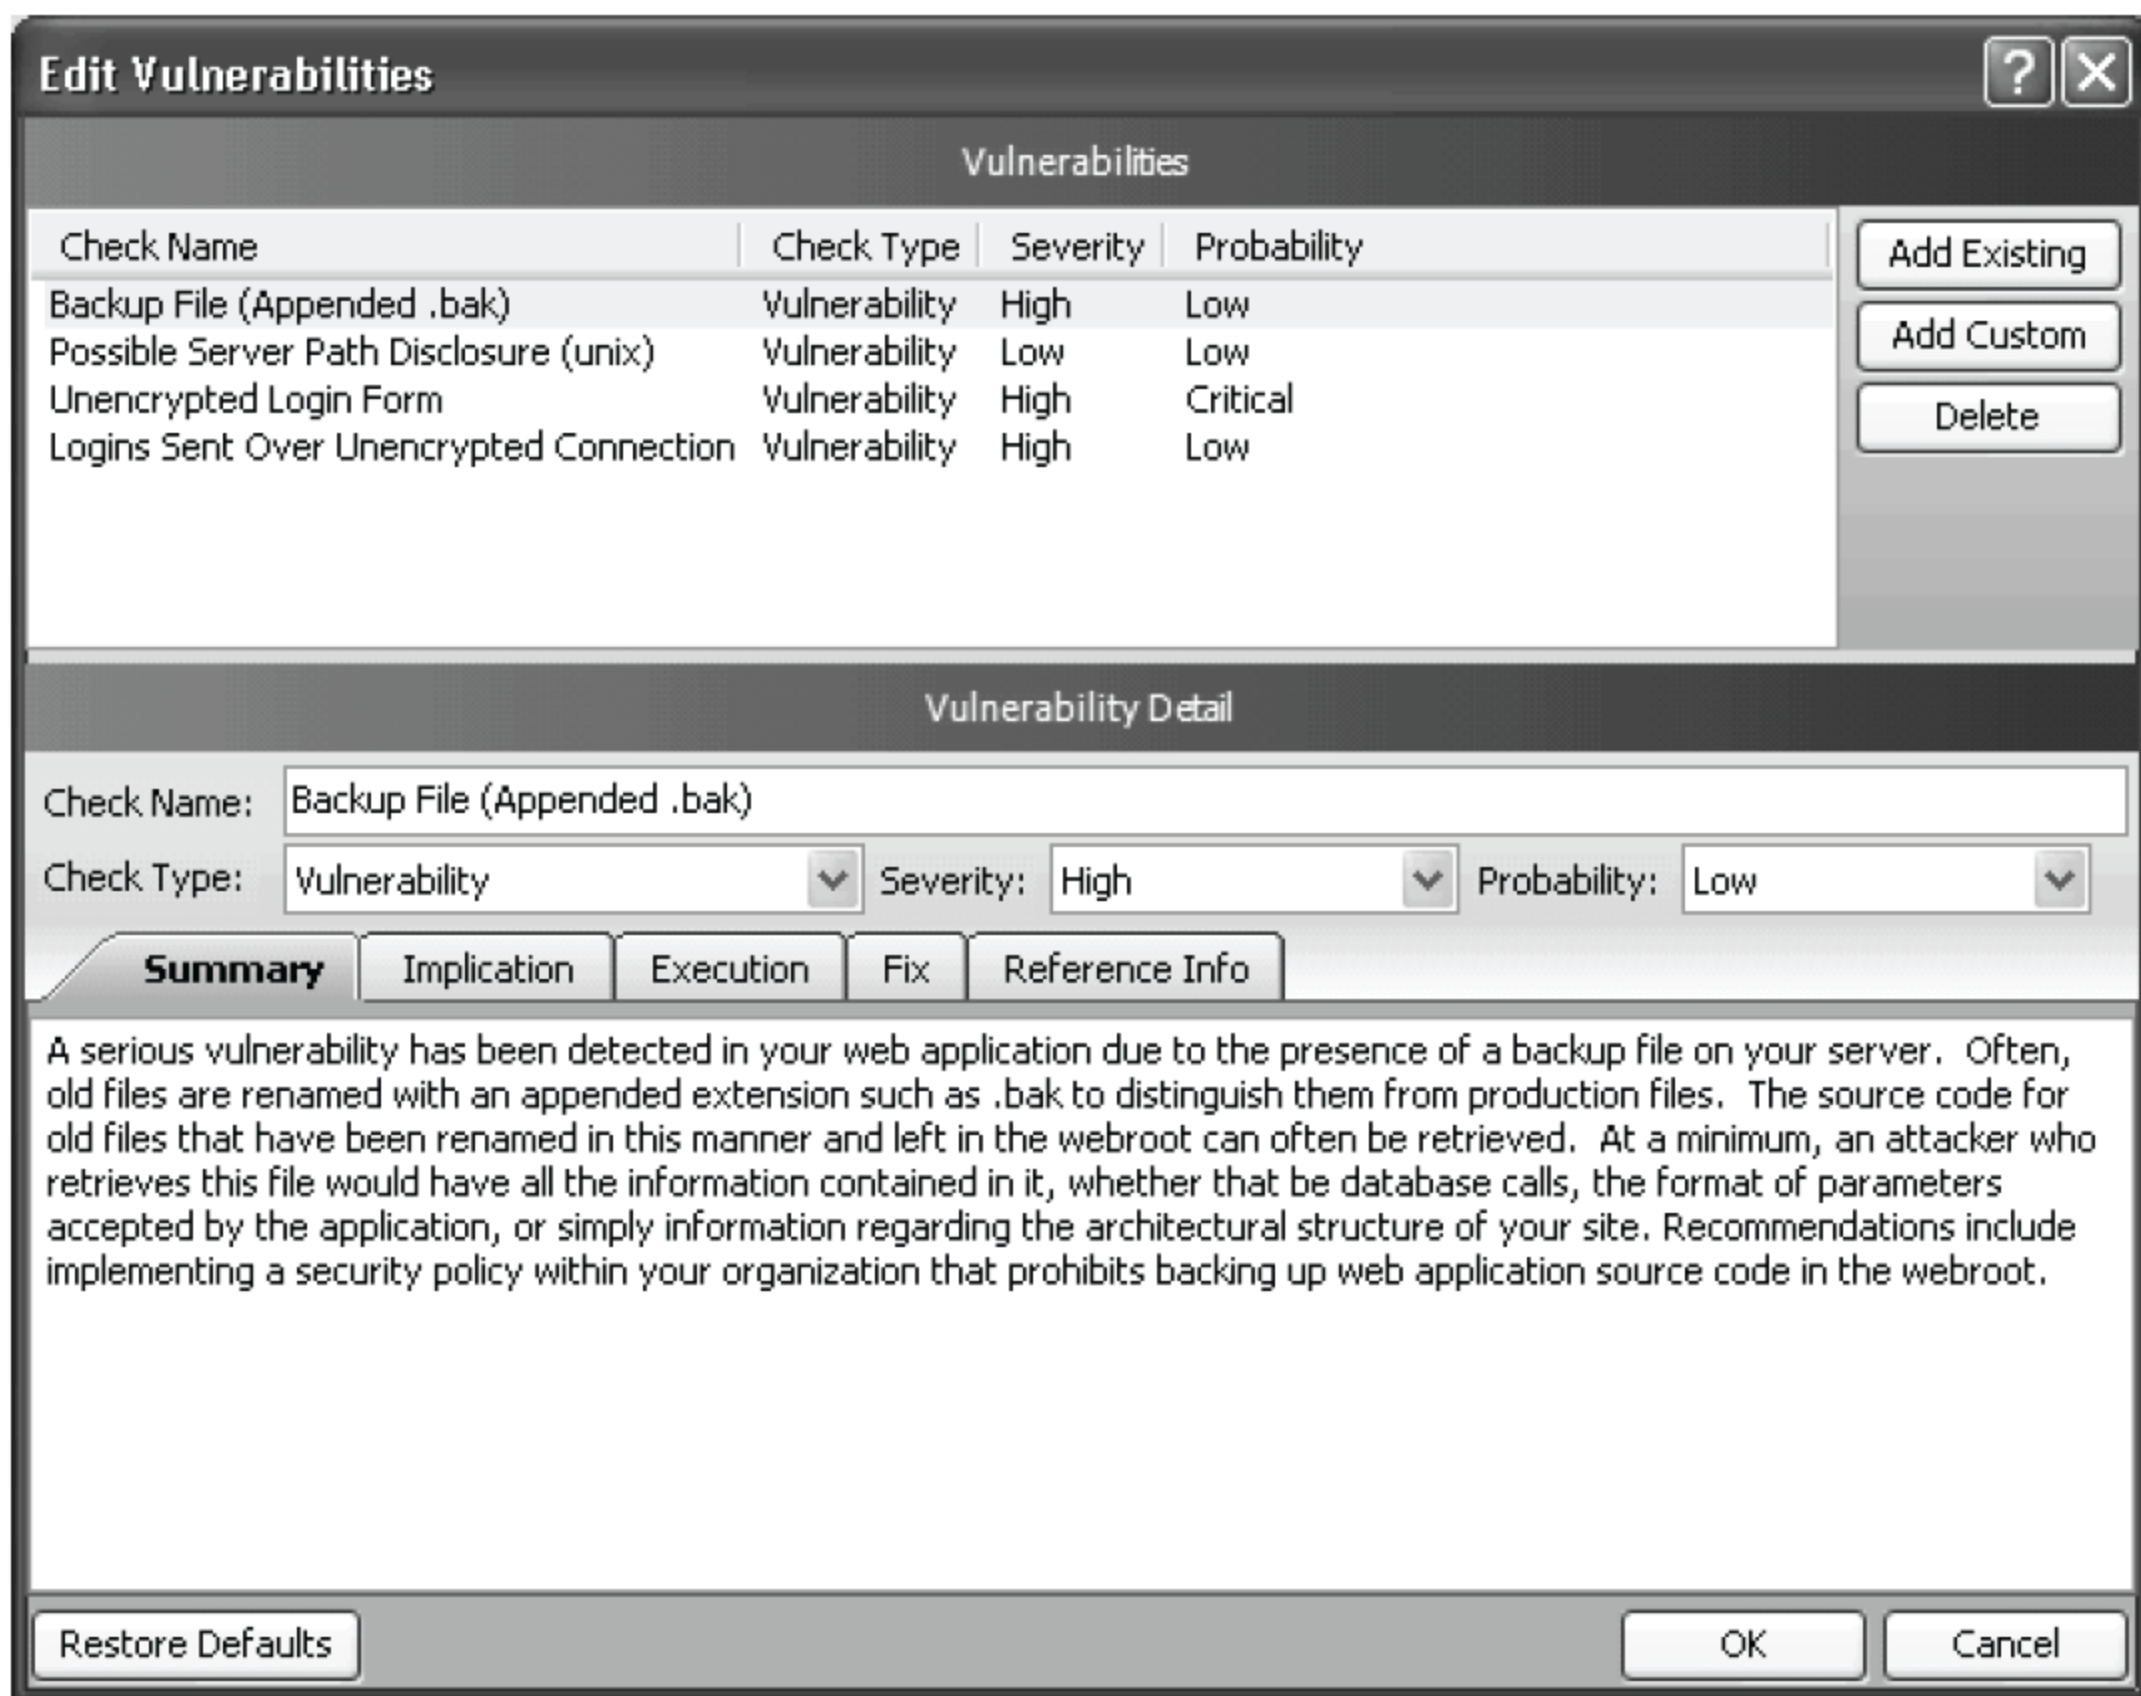 Edit Vulnerabilities
Vulnerabilities
Check Name Check Type Severity Probability
Backup File (Appended .bak) Vulnerability High Low
Possible Server Path Disclosure (unix) Vulnerability Low Low
Unencrypted Login Form Vulnerability High Critical
Logins Sent Over Unencrypted Connection Vulnerability High Low
Add Existing
Add Custom
Delete
Vulnerability Detail
Check Name: Backup File (Appended .bak)
Check Type: Vulnerability Severity: High Probability: Low
Summary Implication Execution Fix Reference Info
A serious vulnerability has been detected in your web application due to the presence of a backup file on your server. Often,
old files are renamed with an appended extension such as .bak to distinguish them from production files. The source code for
old files that have been renamed in this manner and left in the webroot can often be retrieved. At a minimum, an attacker who
retrieves this file would have all the information contained in it, whether that be database calls, the format of parameters
accepted by the application, or simply information regarding the architectural structure of your site. Recommendations include
implementing a security policy within your organization that prohibits backing up web application source code in the webroot.
Restore Defaults OK Cancel